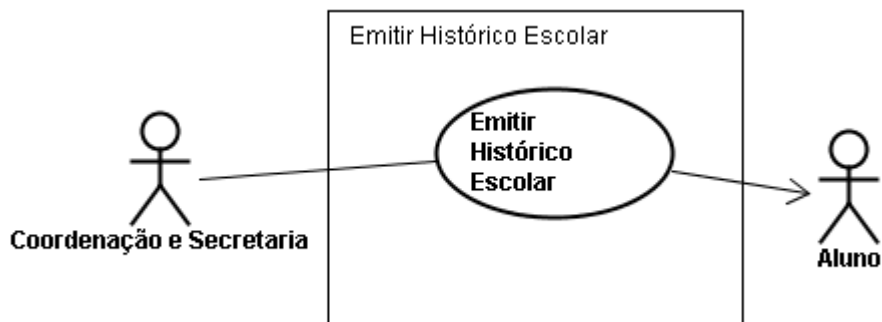 Emitir Histórico Escolar
Emitir
Histórico
Escolar
Coordenação e Secretaria
Aluno